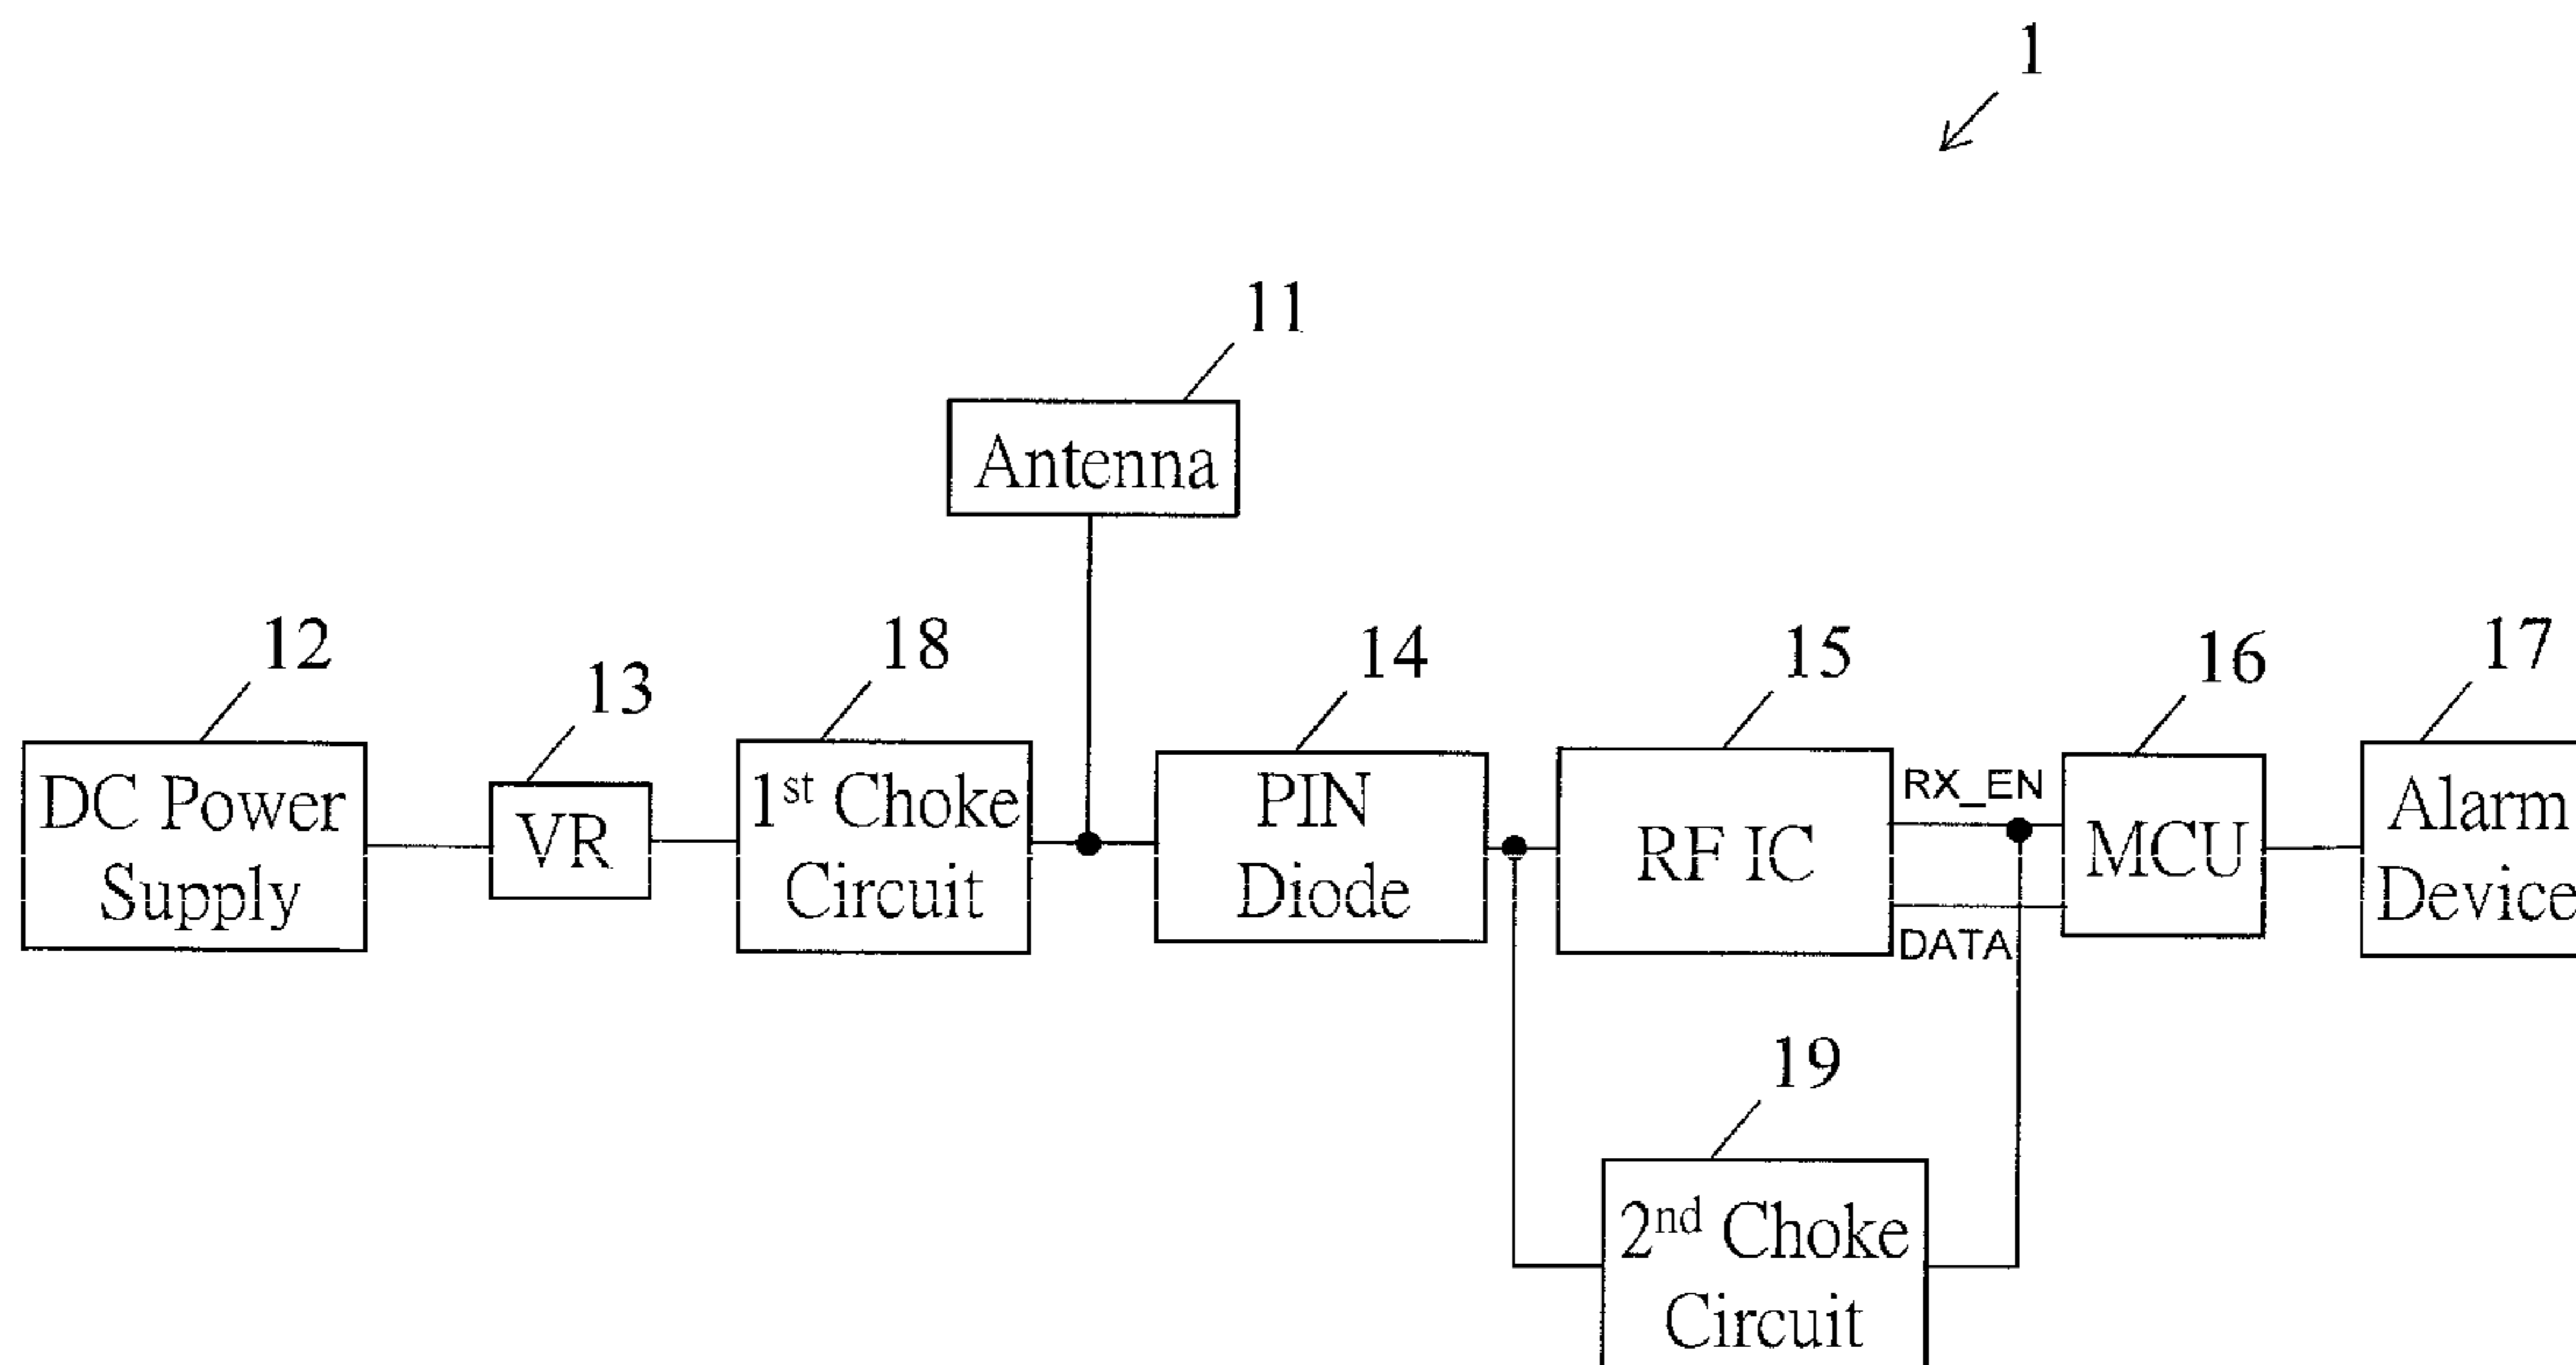 1
11
Antenna
12
13
18
14
15
16
17
DC Power
Supply
VR
1st Choke
Circuit
PIN
Diode
RF IC
RX_EN
DATA
MCU
Alarm
Device
19
2nd Choke
Circuit